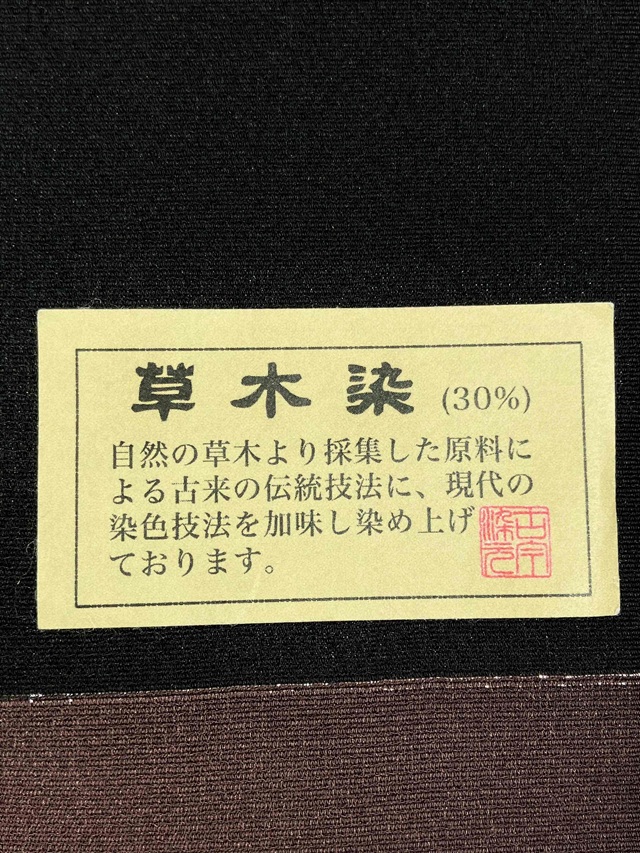 草木染 (30%)
自然の草木より採集した原料に
よる古来の伝統技法に、現代の
染色技法を加味し染め上げ
ております。